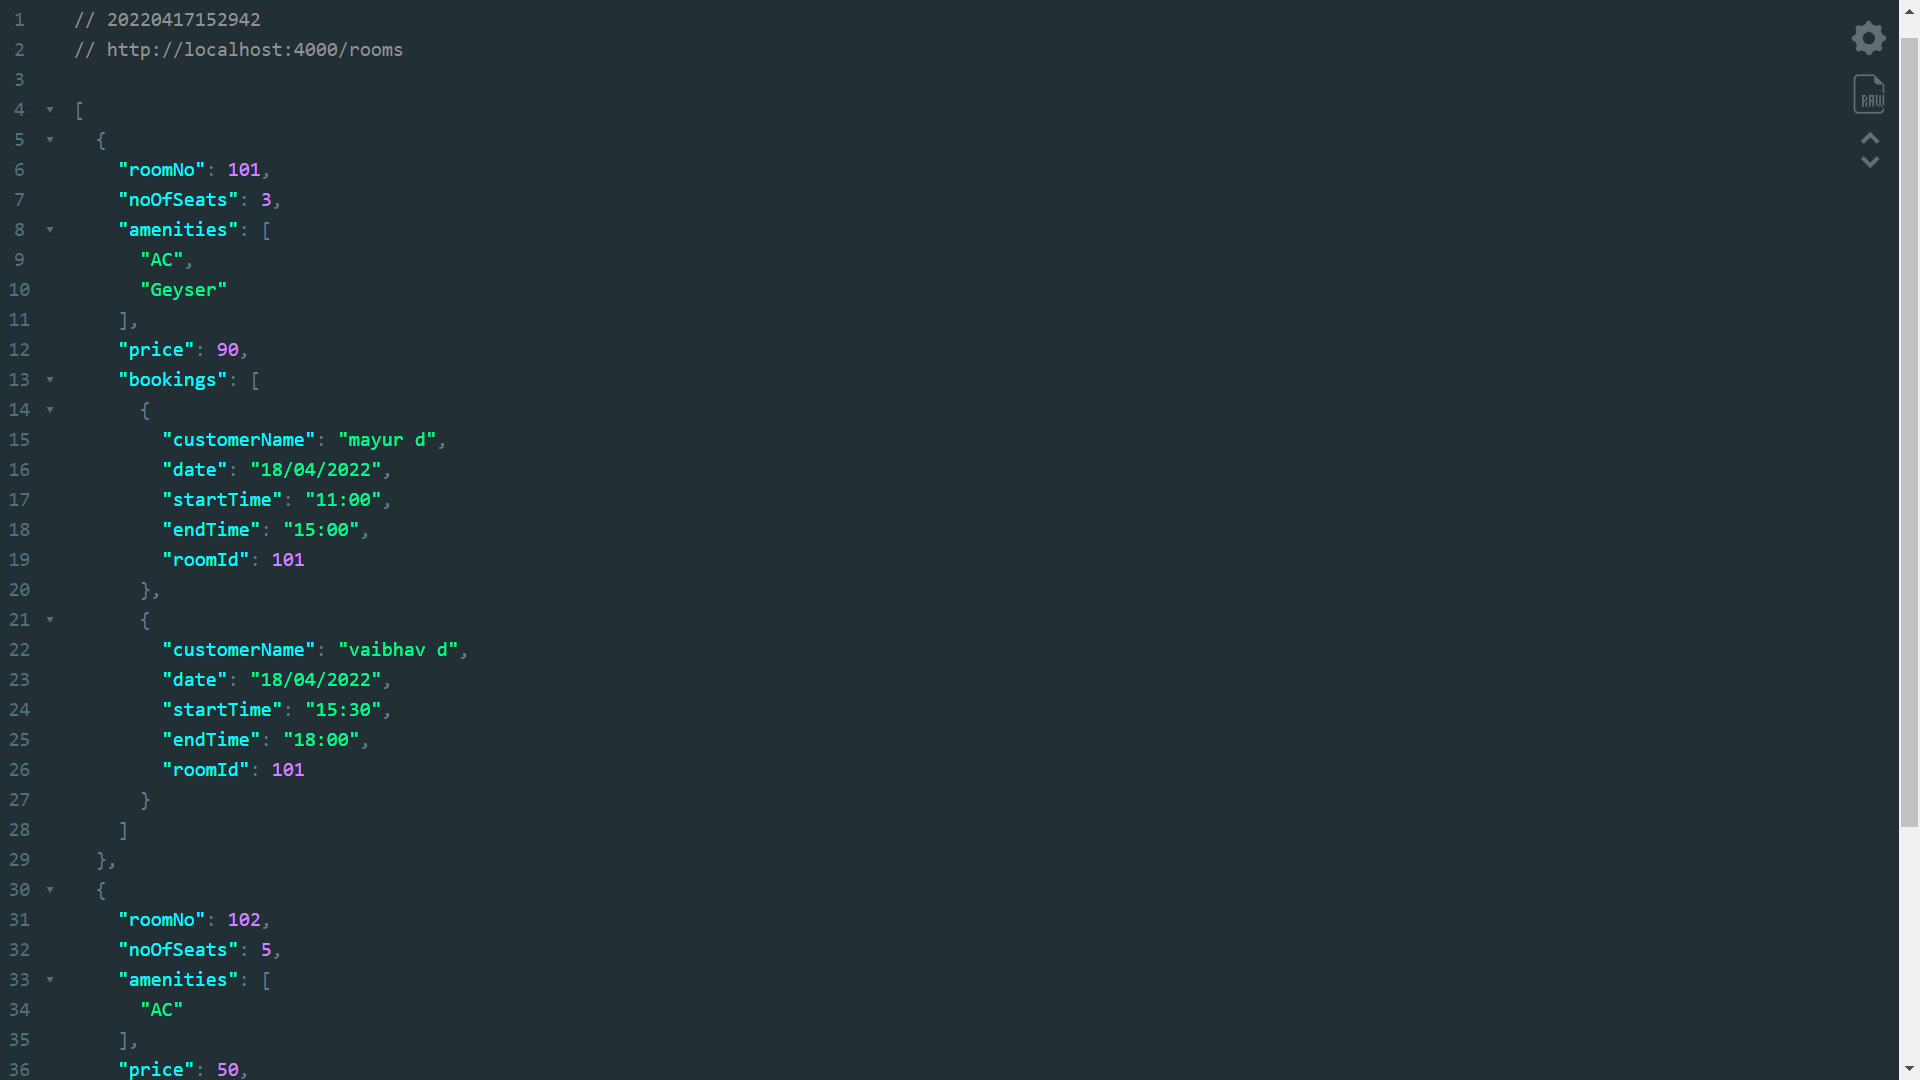 1 // 20220417152942
2 // http://localhost:4000/rooms
3
4 [
5 {
6 "roomNo": 101,
7 "noOfSeats": 3,
8 "amenities": [
9 "AC",
10 "Geyser"
11 ],
12 "price": 90,
13 "bookings": [
14 {
15 "customerName": "mayur d",
16 "date": "18/04/2022",
17 "startTime": "11:00",
18 "endTime": "15:00",
19 "roomId": 101
20 },
21 {
22 "customerName": "vaibhav d",
23 "date": "18/04/2022",
24 "startTime": "15:30",
25 "endTime": "18:00",
26 "roomId": 101
27 }
28 ]
29 },
30 {
31 "roomNo": 102,
32 "noOfSeats": 5,
33 "amenities": [
34 "AC"
35 ],
36 "price": 50,
RAW